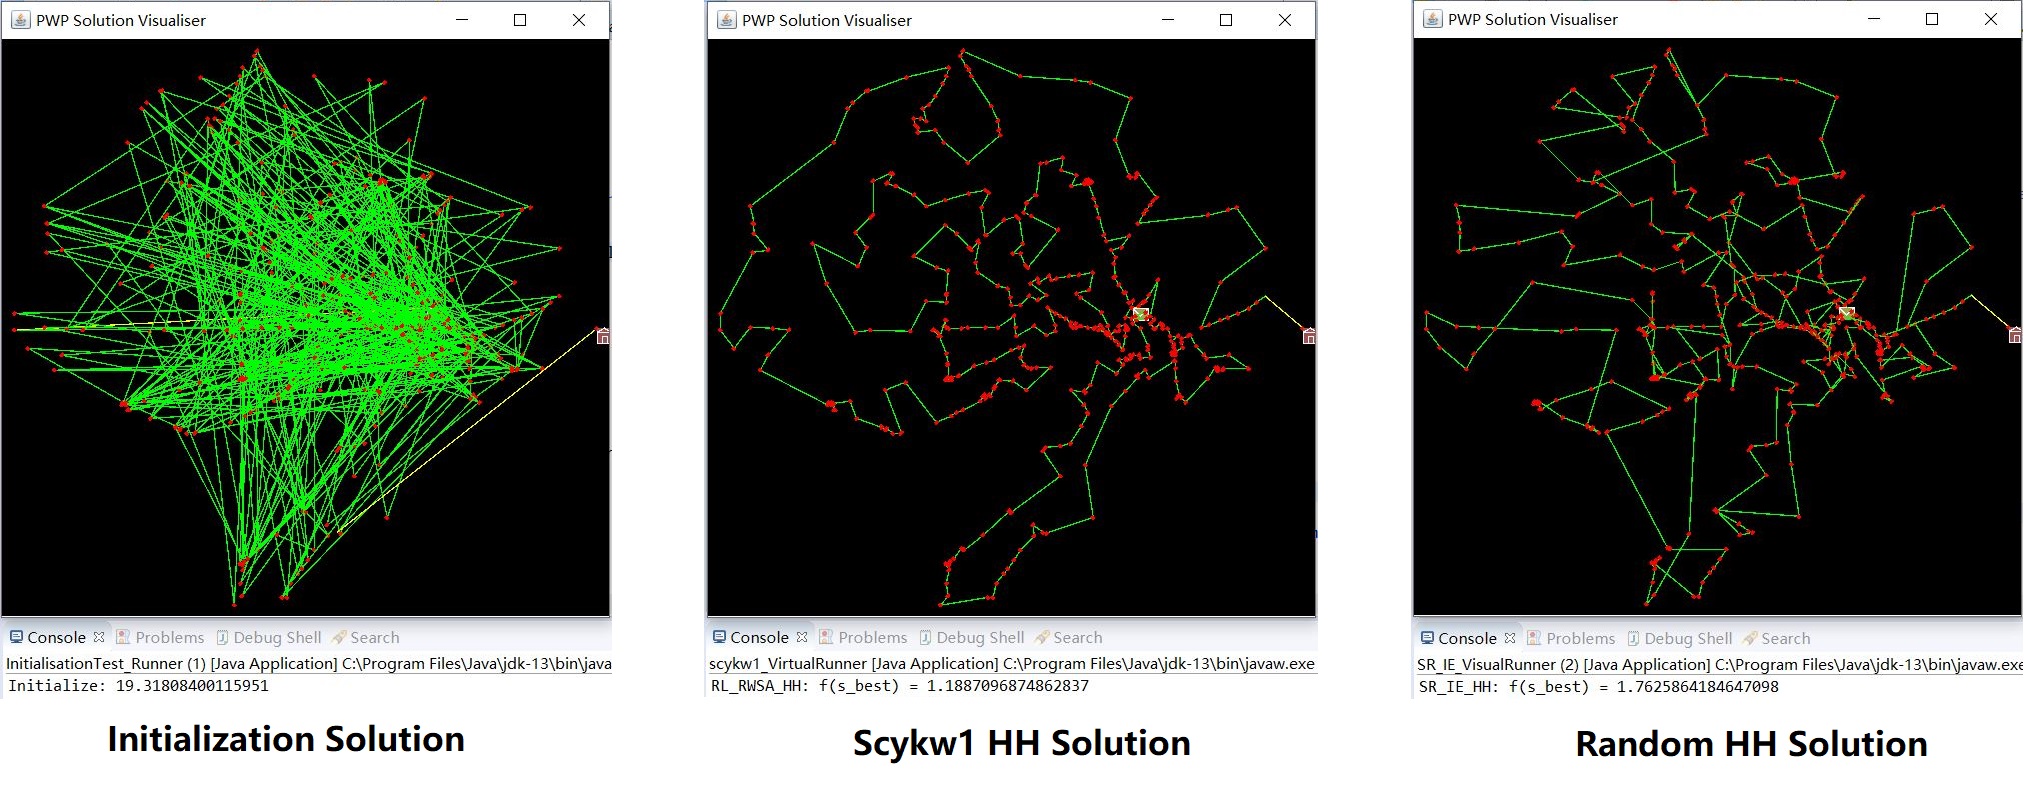 PWP Solution Visualiser
Console Problems Debug Shell Search
InitialisationTest_Runner (1) [Java Application] C:\Program Files\Java\jdk-13\bin\java
Initialize: 19.31808400115951
Initialization Solution
PWP Solution Visualiser
Console Problems Debug Shell Search
scykw1_VirtualRunner [Java Application] C:\Program Files\Java\jdk-13\bin\javaw.exe
RL_RWSA_HH: f(s_best) = 1.1887096874862837
Scykw1 HH Solution
PWP Solution Visualiser
Console Problems Debug Shell Search
SR_IE_VisualRunner (2) [Java Application] C:\Program Files\Java\jdk-13\bin\javaw.exe
SR_IE_HH: f(s_best) = 1.7625864184647098
Random HH Solution